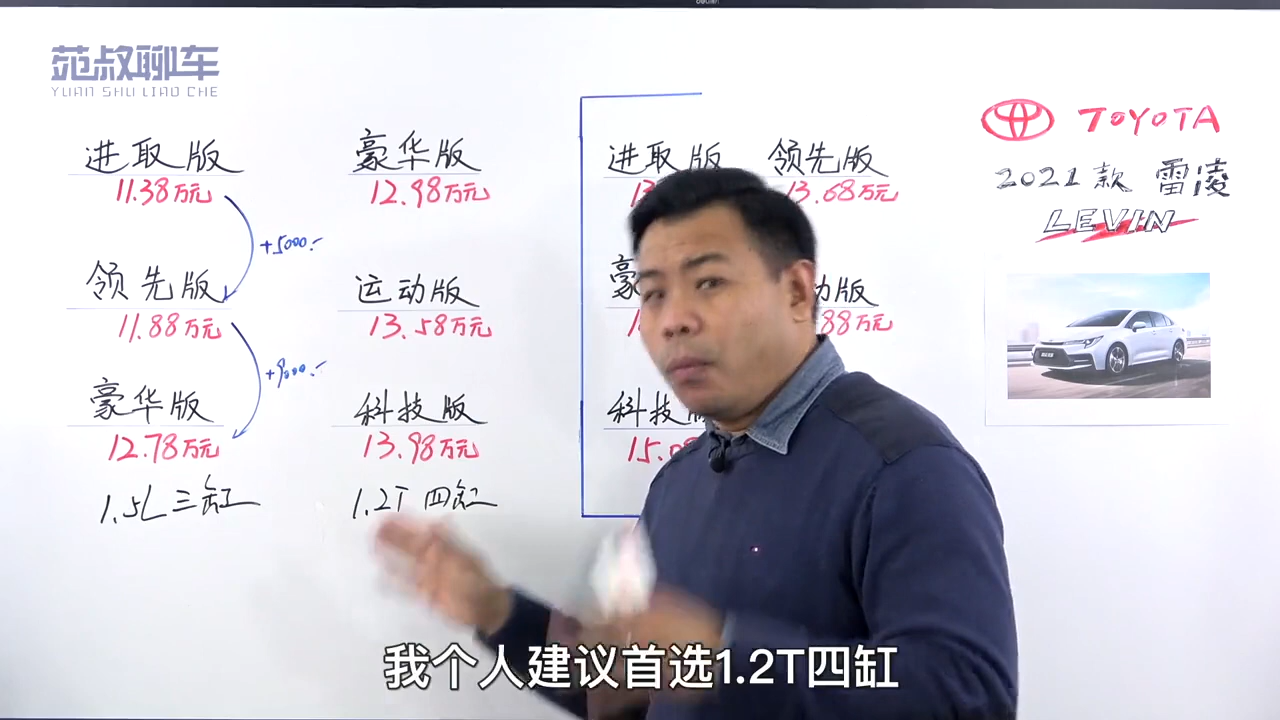 苑叔聊车
YUAN SHU LIAO CHE
进取版
11.38万元
+5000.-
领先版
11.88万元
+9000.-
豪华版
12.78万元
1.5L 三缸
豪华版
12.98万元
运动版
13.58万元
科技版
13.98万元
1.2T 四缸
进取版
领先版
13.68万元
豪
动版
88万元
科技版
15.0
TOYOTA
2021款 雷凌
LEVIN
我个人建议首选1.2T四缸